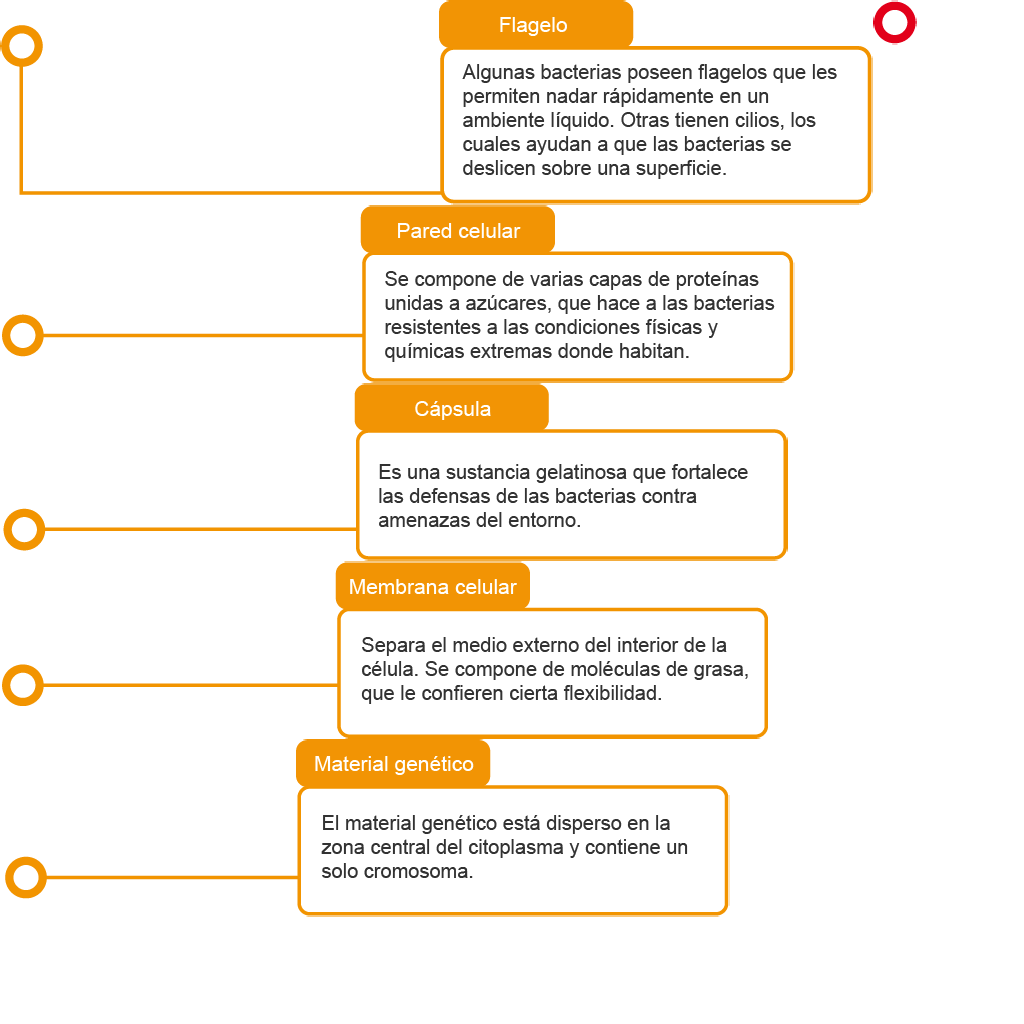 Flagelo
Algunas bacterias poseen flagelos que les
permiten nadar rápidamente en un
ambiente líquido. Otras tienen cilios, los
cuales ayudan a que las bacterias se
deslicen sobre una superficie.
Pared celular
Se compone de varias capas de proteínas
unidas a azúcares, que hace a las bacterias
resistentes a las condiciones físicas y
químicas extremas donde habitan.
Cápsula
Es una sustancia gelatinosa que fortalece
las defensas de las bacterias contra
amenazas del entorno.
Membrana celular
Separa el medio externo del interior de la
célula. Se compone de moléculas de grasa,
que le confieren cierta flexibilidad.
Material genético
El material genético está disperso en la
zona central del citoplasma y contiene un
solo cromosoma.